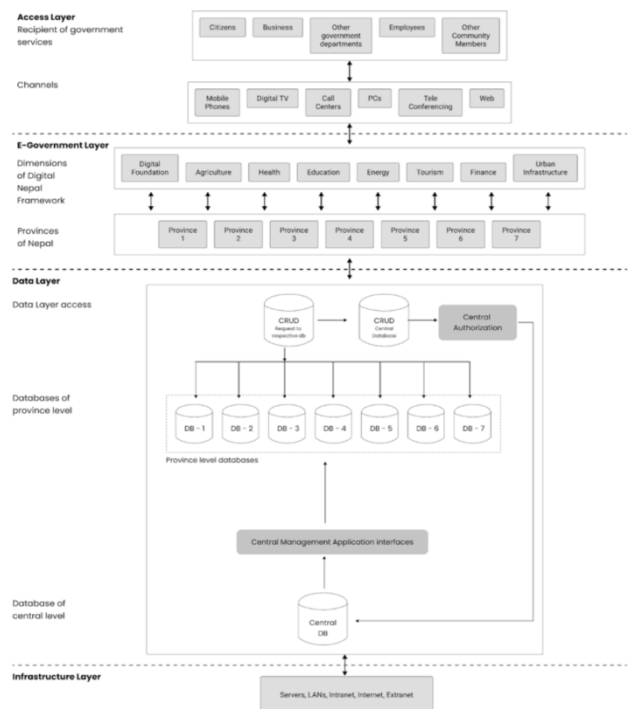 Access Layer
Recipient of government
services
Citizens
Business
Other
government
departments
Employees
Other
Community
Members
Channels
Mobile
Phones
Digital TV
Call
Centers
PCs
Tele
Conferencing
Web
E-Government Layer
Dimensions
of Digital
Nepal
Framework
Digital
Foundation
Agriculture
Health
Education
Energy
Tourism
Finance
Urban
Infrastructure
Provinces
of Nepal
Province
1
Province
2
Province
3
Province
4
Province
5
Province
6
Province
7
Data Layer
Data Layer access
CRUD
Request to
respective db
CRUD
Central
Database
Central
Authorization
Databases of
province level
DB - 1
DB - 2
DB - 3
DB - 4
DB - 5
DB - 6
DB - 7
Province level databases
Central Management Application interfaces
Database of
central level
Central
DB
Infrastructure Layer
Servers, LANs, Intranet, Internet, Extranet